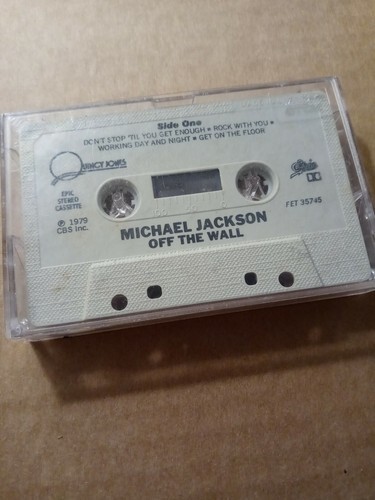 Side One
DON'T STOP 'TIL YOU GET ENOUGH • ROCK WITH YOU •
WORKING DAY AND NIGHT • GET ON THE FLOOR
QUINCY JONES
EPIC
STEREO
CASSETTE
Epic
℗ 1979
CBS Inc.
FET 35745
MICHAEL JACKSON
OFF THE WALL